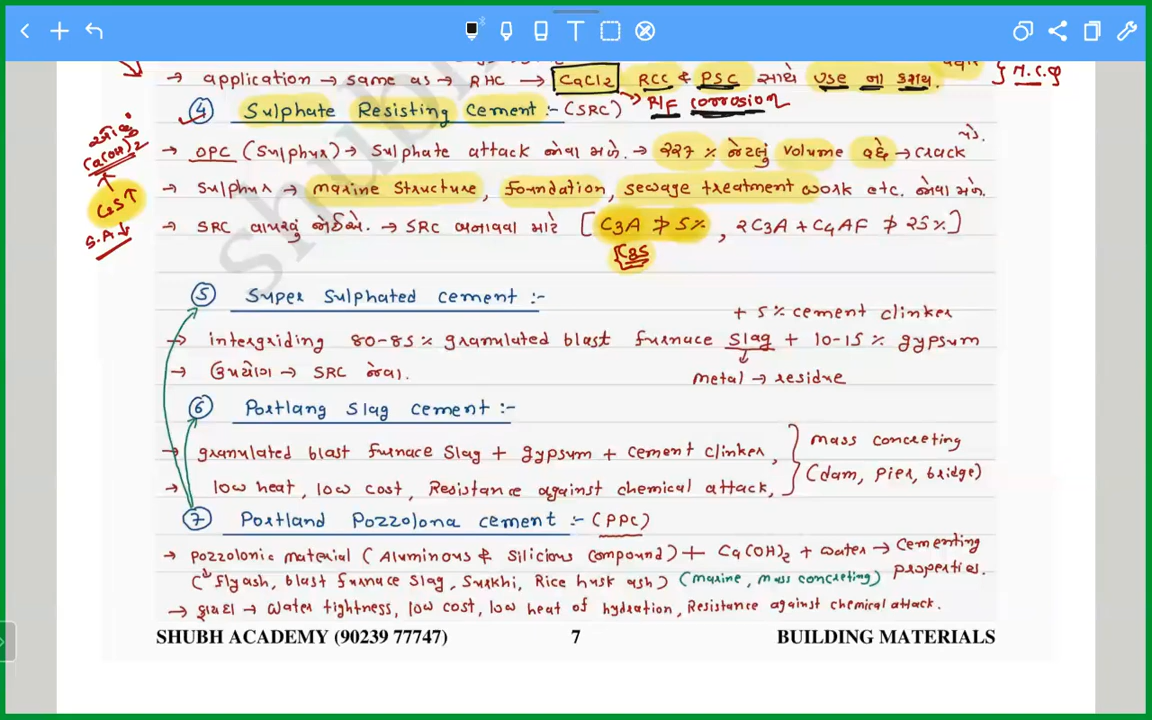 → application → same as → RHC → CaCl2 RCC & PSC સાથે use ના કરાય. } M.C.Q
④ Sulphate Resisting cement :- (SRC) → R/F corrosion
Ca(OH)2
→ OPC (Sulphur) → Sulphate attack થવા મળે. → 227 % જેટલું volume વધે → crack પડે.
C3S ↑
S.A ↓
→ Sulphur → marine structure, foundation, sewage treatment work etc. જેવા માટે
→ SRC વાપરવું જોઈએ. → SRC બનાવવા માટે [C3A ≯ 5%, 2C3A + C4AF ≯ 25%]
⑤ Super Sulphated cement :-
+ 5% cement clinker
→ intergriding 80-85% granulated blast furnace slag + 10-15 % gypsum
→ ઉપયોગ → SRC જેવા. metal → residue
⑥ Portlang Slag cement :-
→ granulated blast furnace Slag + gypsum + cement clinker, } mass concreting
→ low heat, low cost, Resistance against chemical attack, (dam, pier, bridge)
⑦ Portland Pozzolona cement :- (PPC)
→ Pozzolonic material (Aluminous & Silicious compound) + Ca(OH)2 + water → cementing properties.
(flyash, blast furnace Slag, Surkhi, Rice husk ash) (marine, mass concreting)
→ ફાયદા → water tightness, low cost, low heat of hydration, Resistance against chemical attack.
SHUBH ACADEMY (90239 77747) 7 BUILDING MATERIALS